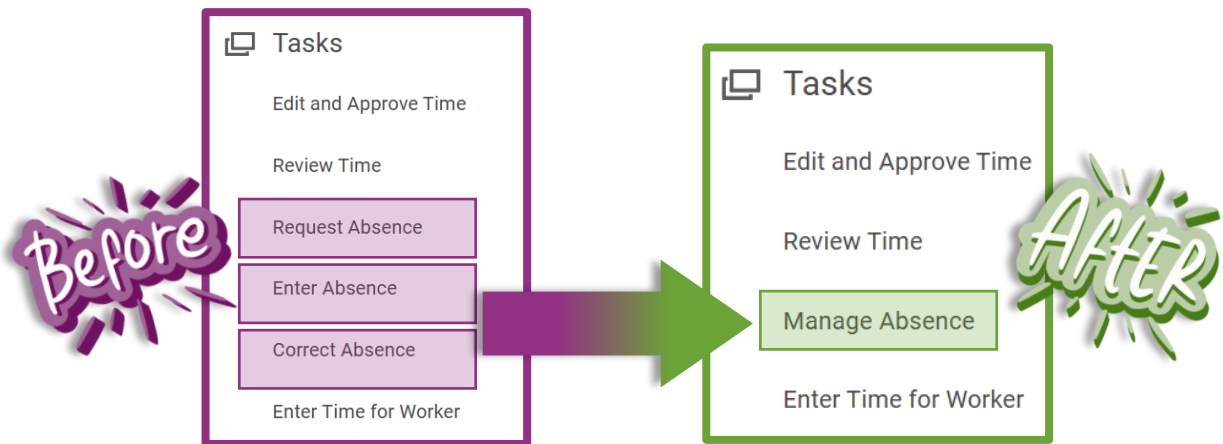 Before
Tasks
Edit and Approve Time
Review Time
Request Absence
Enter Absence
Correct Absence
Enter Time for Worker
After
Tasks
Edit and Approve Time
Review Time
Manage Absence
Enter Time for Worker